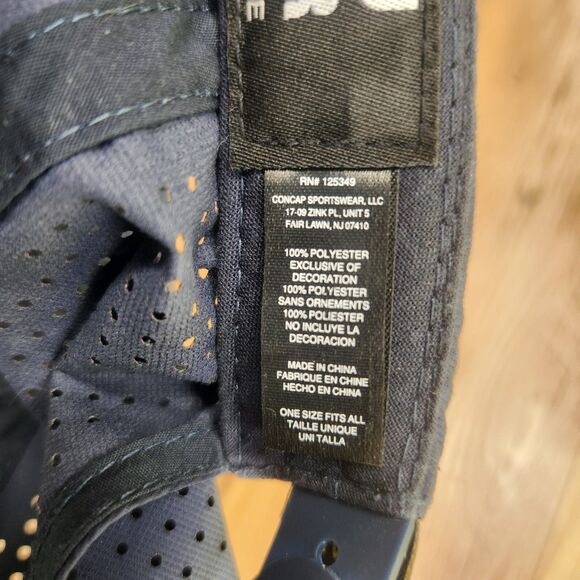 RN# 125349
CONCAP SPORTSWEAR, LLC
17-09 ZINK PL, UNIT 5
FAIR LAWN, NJ 07410
100% POLYESTER
EXCLUSIVE OF
DECORATION
100% POLYESTER
SANS ORNEMENTS
100% POLIESTER
NO INCLUYE LA
DECORACION
MADE IN CHINA
FABRIQUE EN CHINE
HECHO EN CHINA
ONE SIZE FITS ALL
TAILLE UNIQUE
UNI TALLA